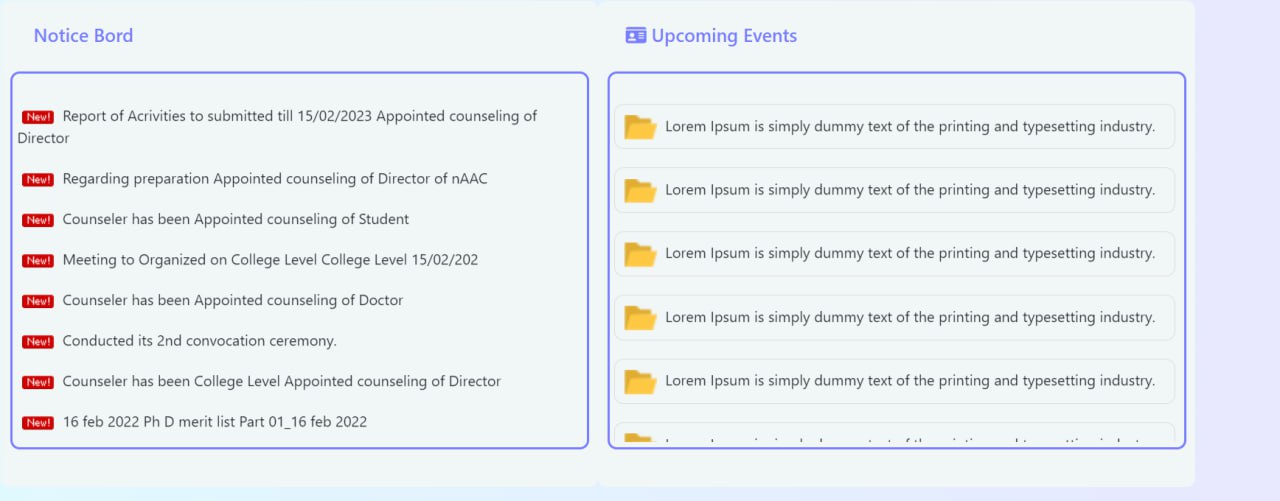 Notice Bord
New! Report of Acrivities to submitted till 15/02/2023 Appointed counseling of
Director
New! Regarding preparation Appointed counseling of Director of nAAC
New! Counseler has been Appointed counseling of Student
New! Meeting to Organized on College Level College Level 15/02/202
New! Counseler has been Appointed counseling of Doctor
New! Conducted its 2nd convocation ceremony.
New! Counseler has been College Level Appointed counseling of Director
New! 16 feb 2022 Ph D merit list Part 01_16 feb 2022
Upcoming Events
Lorem Ipsum is simply dummy text of the printing and typesetting industry.
Lorem Ipsum is simply dummy text of the printing and typesetting industry.
Lorem Ipsum is simply dummy text of the printing and typesetting industry.
Lorem Ipsum is simply dummy text of the printing and typesetting industry.
Lorem Ipsum is simply dummy text of the printing and typesetting industry.